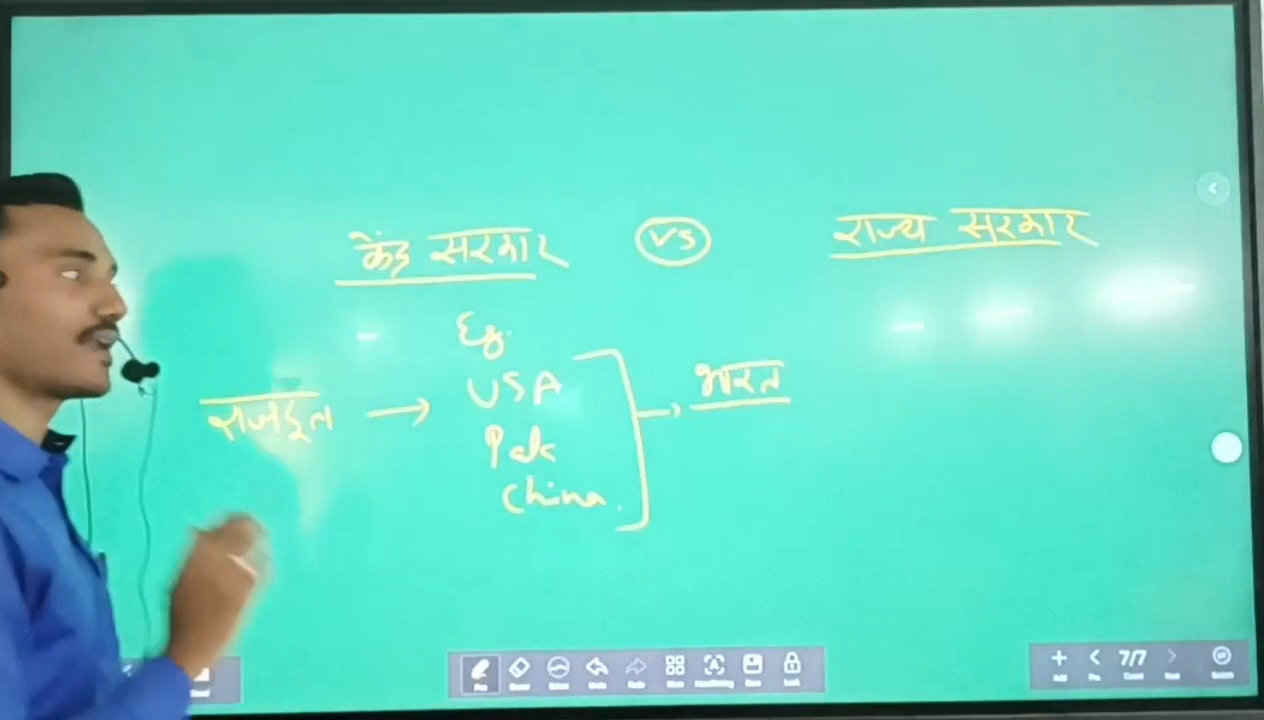 केंद्र सरकार VS राज्य सरकार
Eg.
USA
राजदूत → Pak → भारत
China.
7/7